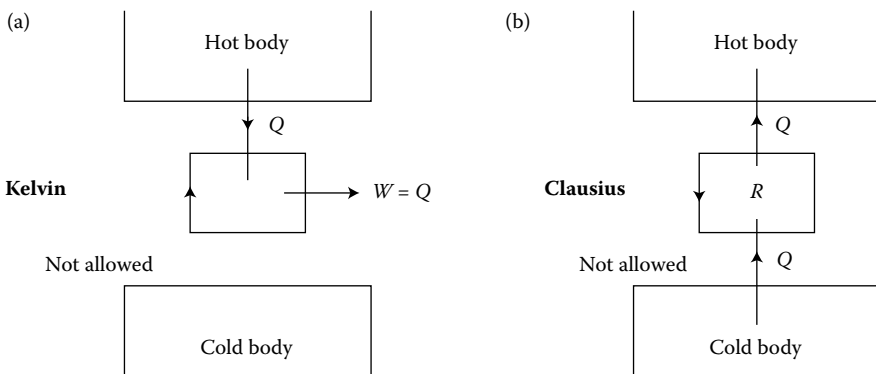 (a)
Hot body
Q
Kelvin
W = Q
Not allowed
Cold body
(b)
Hot body
Q
Clausius
R
Not allowed
Q
Cold body